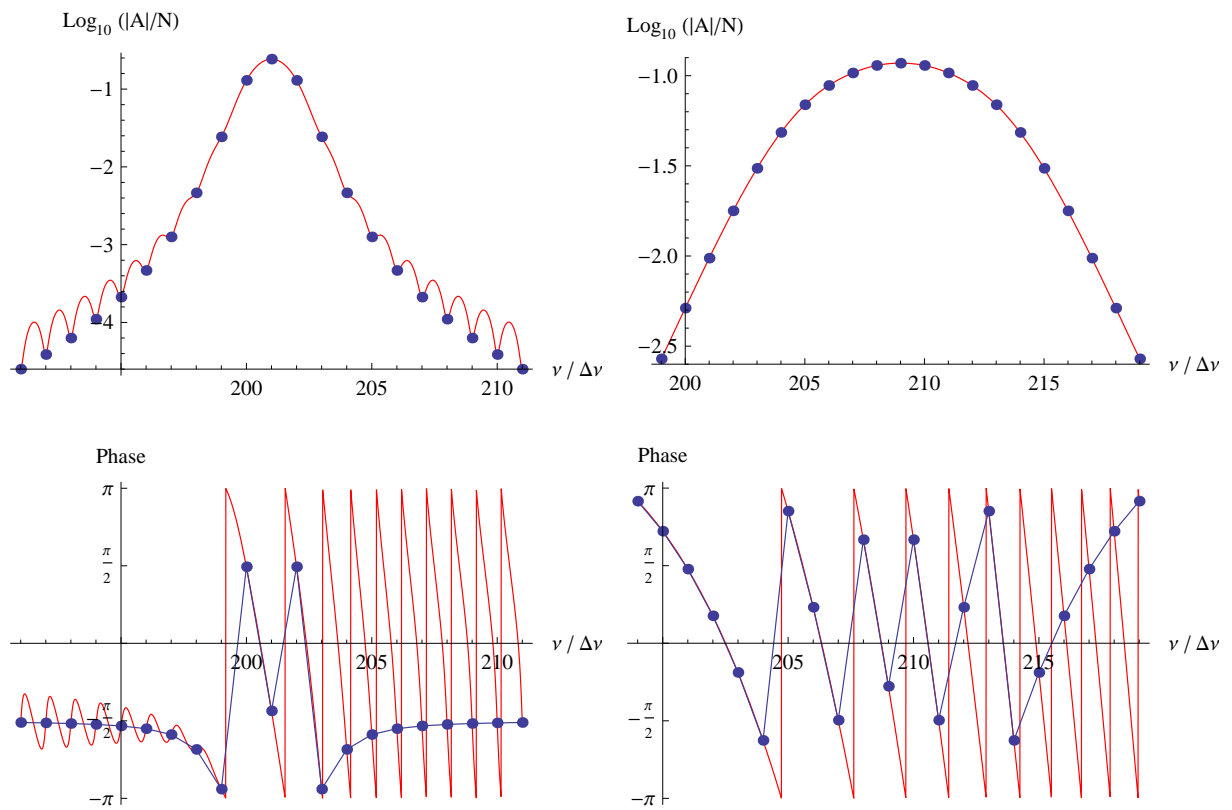 Log₁₀ (|A|/N)
−1
−2
−3
−4
200 205 210
ν / Δν
Log₁₀ (|A|/N)
−1.0
−1.5
−2.0
−2.5
200 205 210 215
ν / Δν
Phase
π
π/2
−π/2
−π
200 205 210
ν / Δν
Phase
π
π/2
−π/2
−π
205 210 215
ν / Δν